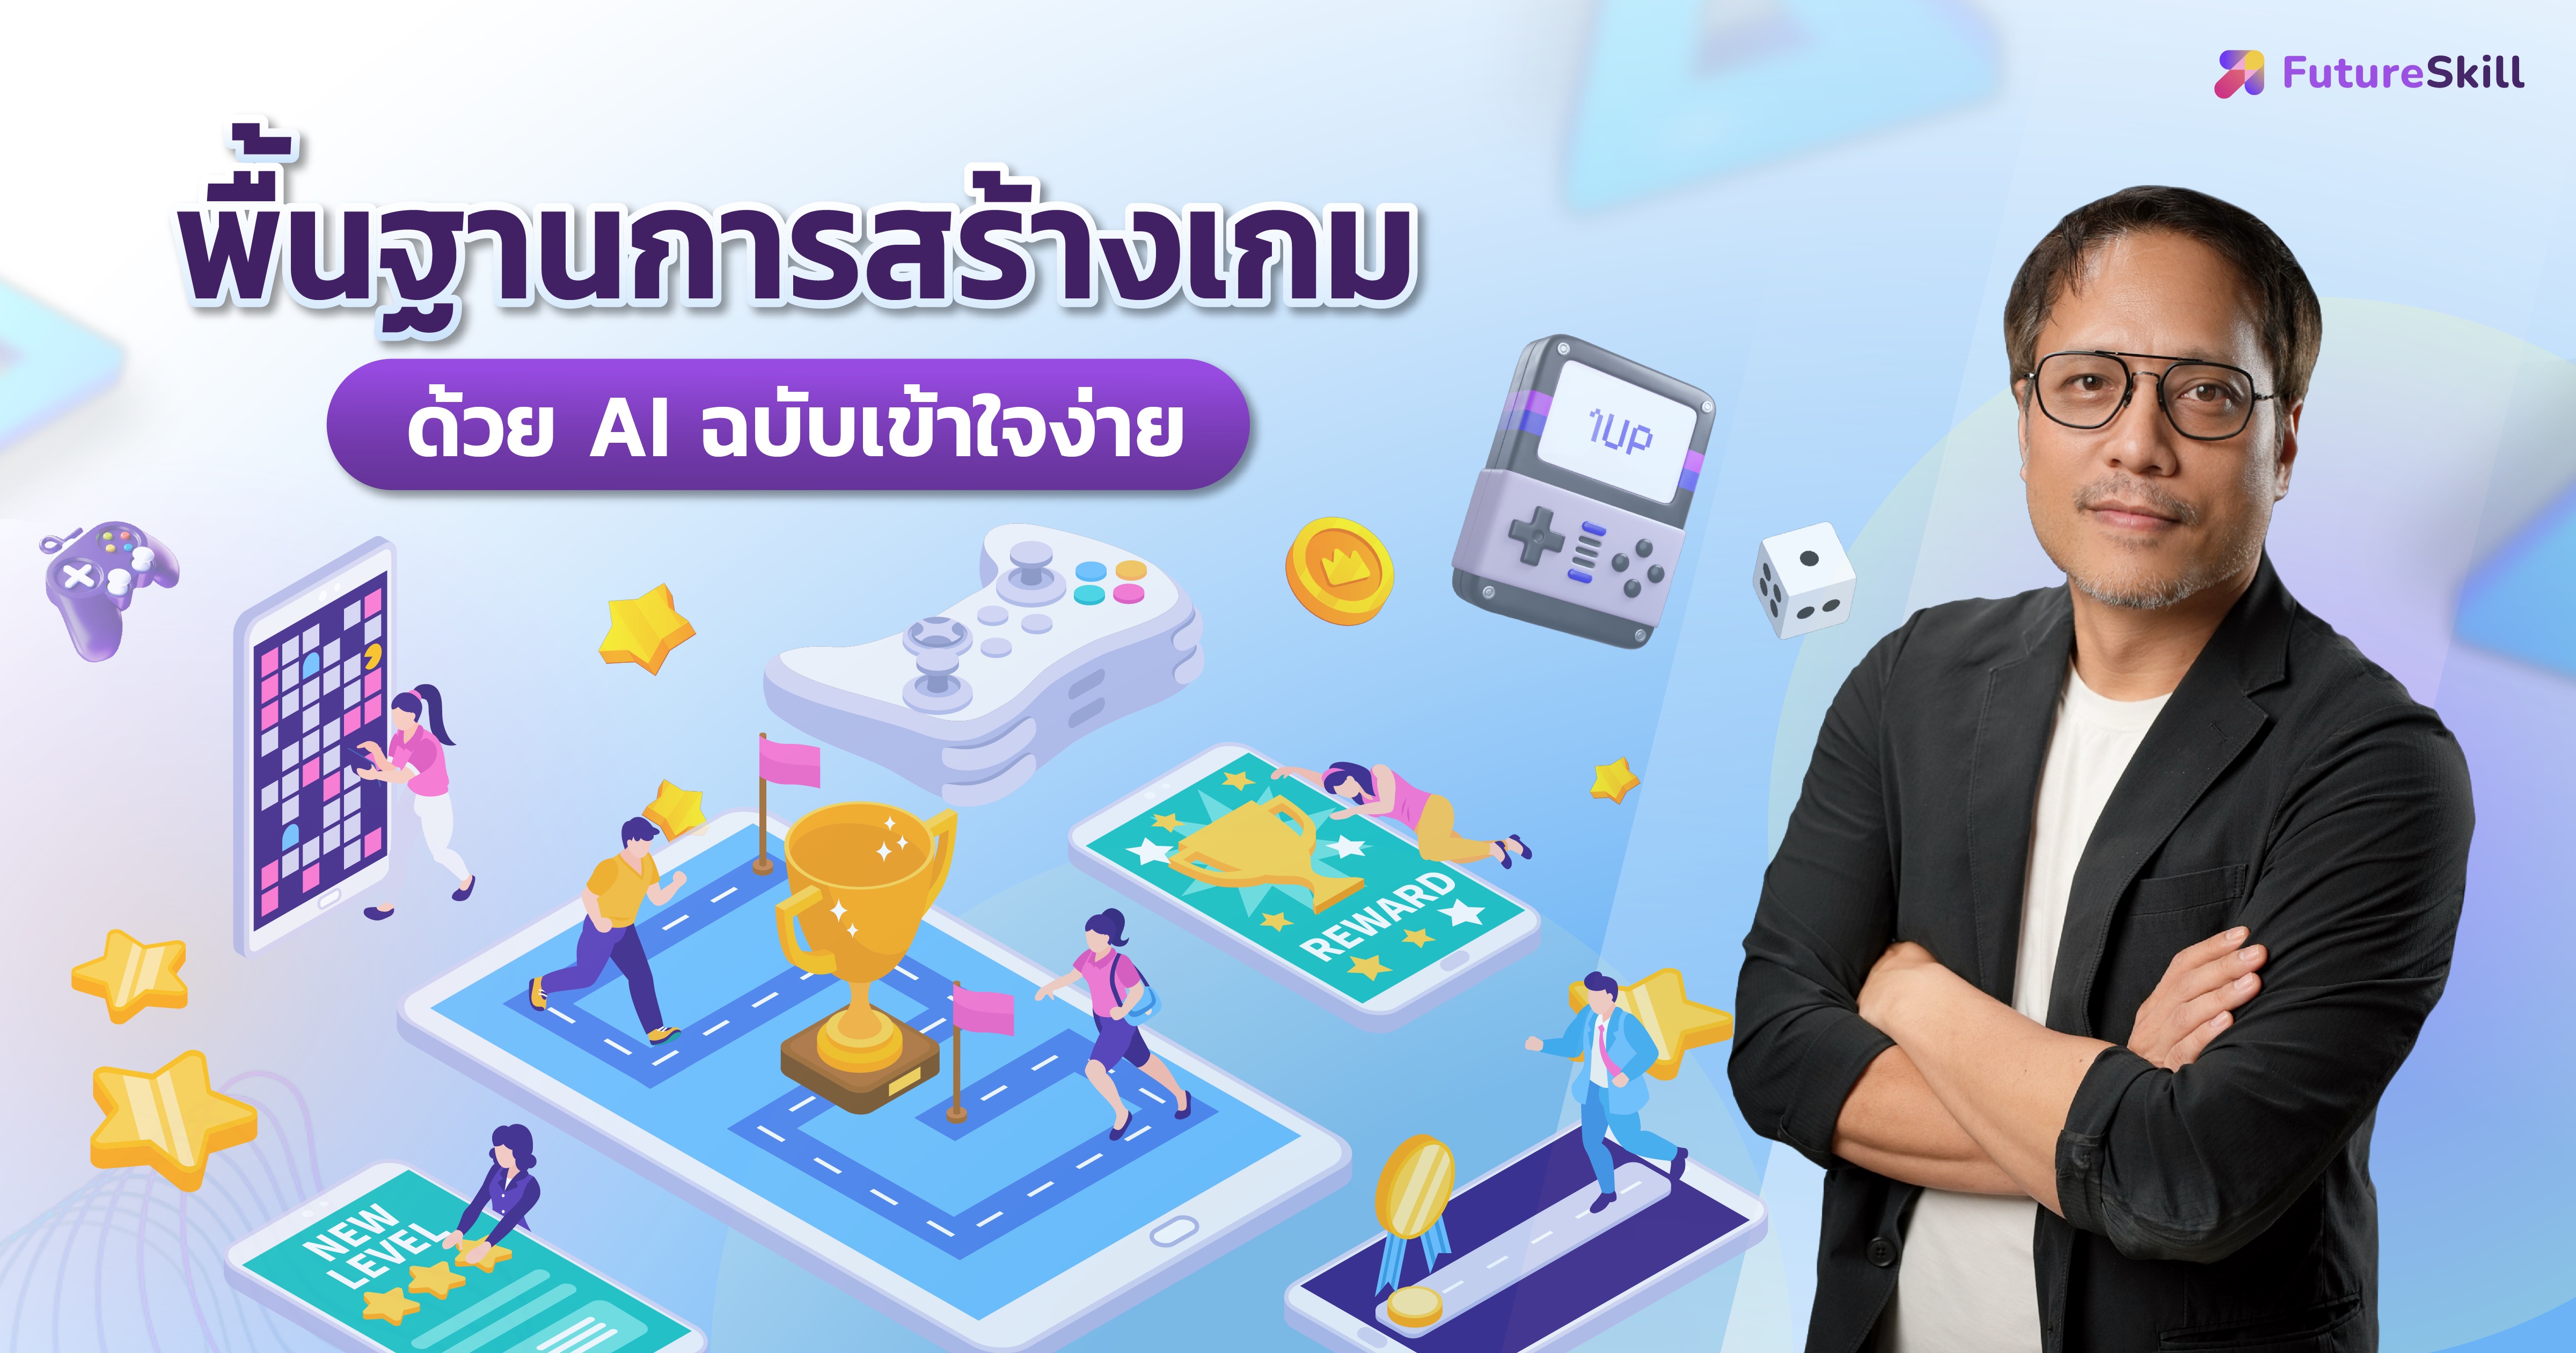 FutureSkill
พื้นฐานการสร้างเกม
ด้วย AI ฉบับเข้าใจง่าย
1UP
REWARD
NEW
LEVEL